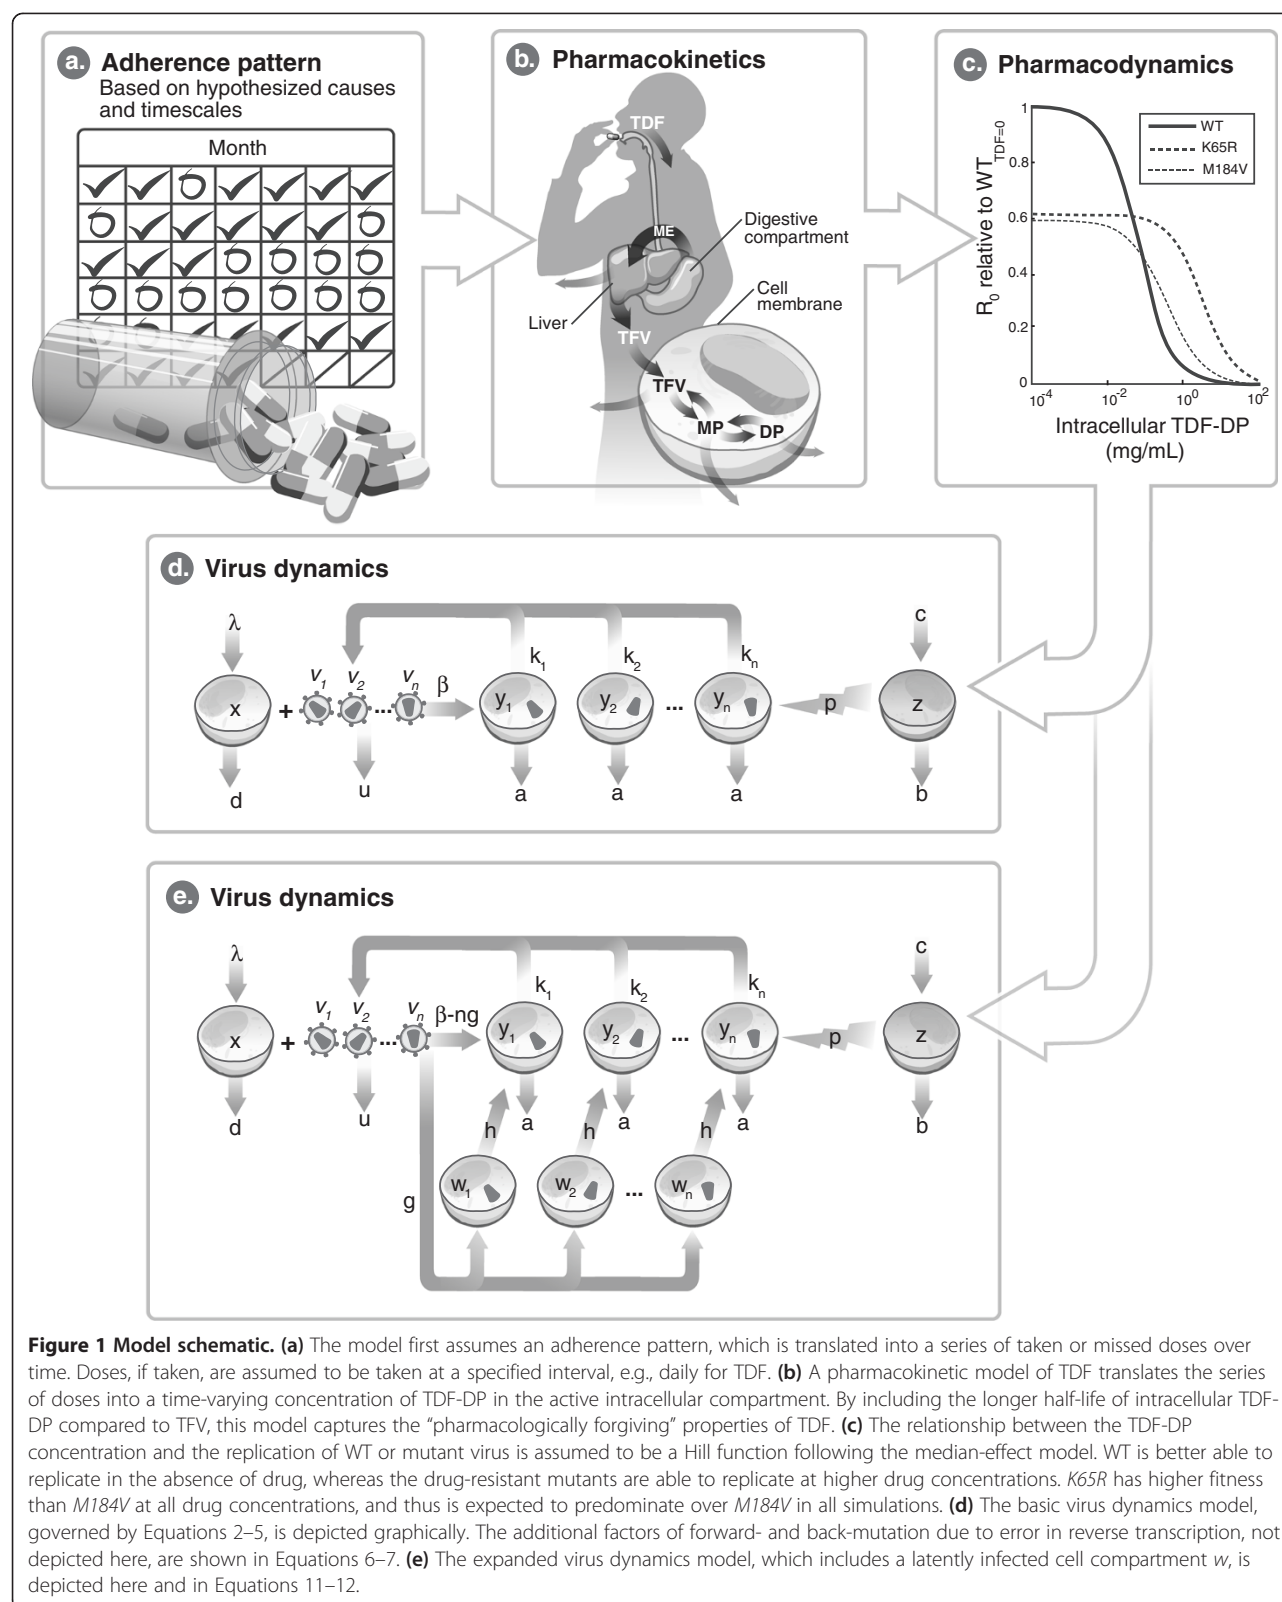 a. Adherence pattern
Based on hypothesized causes
and timescales
Month
b. Pharmacokinetics
TDF
ME
Digestive
compartment
Cell
membrane
Liver
TFV
TFV
MP
DP
c. Pharmacodynamics
R0 relative to WTTDF=0
1
0.8
0.6
0.4
0.2
0
WT
K65R
M184V
10-4
10-2
100
102
Intracellular TDF-DP
(mg/mL)
d. Virus dynamics
λ
x
d
+
v1
v2
...
vn
u
β
k1
k2
kn
y1
y2
...
yn
a
a
a
p
c
z
b
e. Virus dynamics
λ
x
d
+
v1
v2
...
vn
u
β-ng
k1
k2
kn
y1
y2
...
yn
a
a
a
p
c
z
b
h
h
h
w1
w2
...
wn
g
Figure 1 Model schematic. (a) The model first assumes an adherence pattern, which is translated into a series of taken or missed doses over
time. Doses, if taken, are assumed to be taken at a specified interval, e.g., daily for TDF. (b) A pharmacokinetic model of TDF translates the series
of doses into a time-varying concentration of TDF-DP in the active intracellular compartment. By including the longer half-life of intracellular TDF-
DP compared to TFV, this model captures the “pharmacologically forgiving” properties of TDF. (c) The relationship between the TDF-DP
concentration and the replication of WT or mutant virus is assumed to be a Hill function following the median-effect model. WT is better able to
replicate in the absence of drug, whereas the drug-resistant mutants are able to replicate at higher drug concentrations. K65R has higher fitness
than M184V at all drug concentrations, and thus is expected to predominate over M184V in all simulations. (d) The basic virus dynamics model,
governed by Equations 2–5, is depicted graphically. The additional factors of forward- and back-mutation due to error in reverse transcription, not
depicted here, are shown in Equations 6–7. (e) The expanded virus dynamics model, which includes a latently infected cell compartment w, is
depicted here and in Equations 11–12.